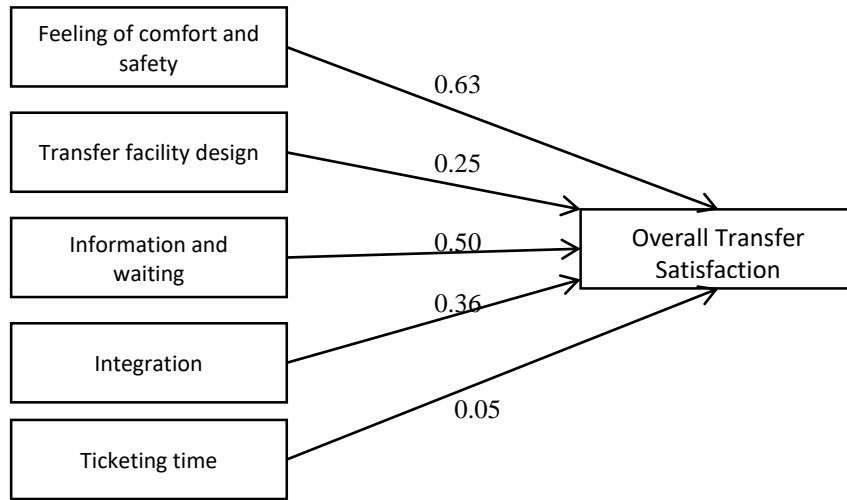 Feeling of comfort and
safety
0.63
Transfer facility design
0.25
Information and
waiting
0.50
Overall Transfer
Satisfaction
0.36
Integration
0.05
Ticketing time